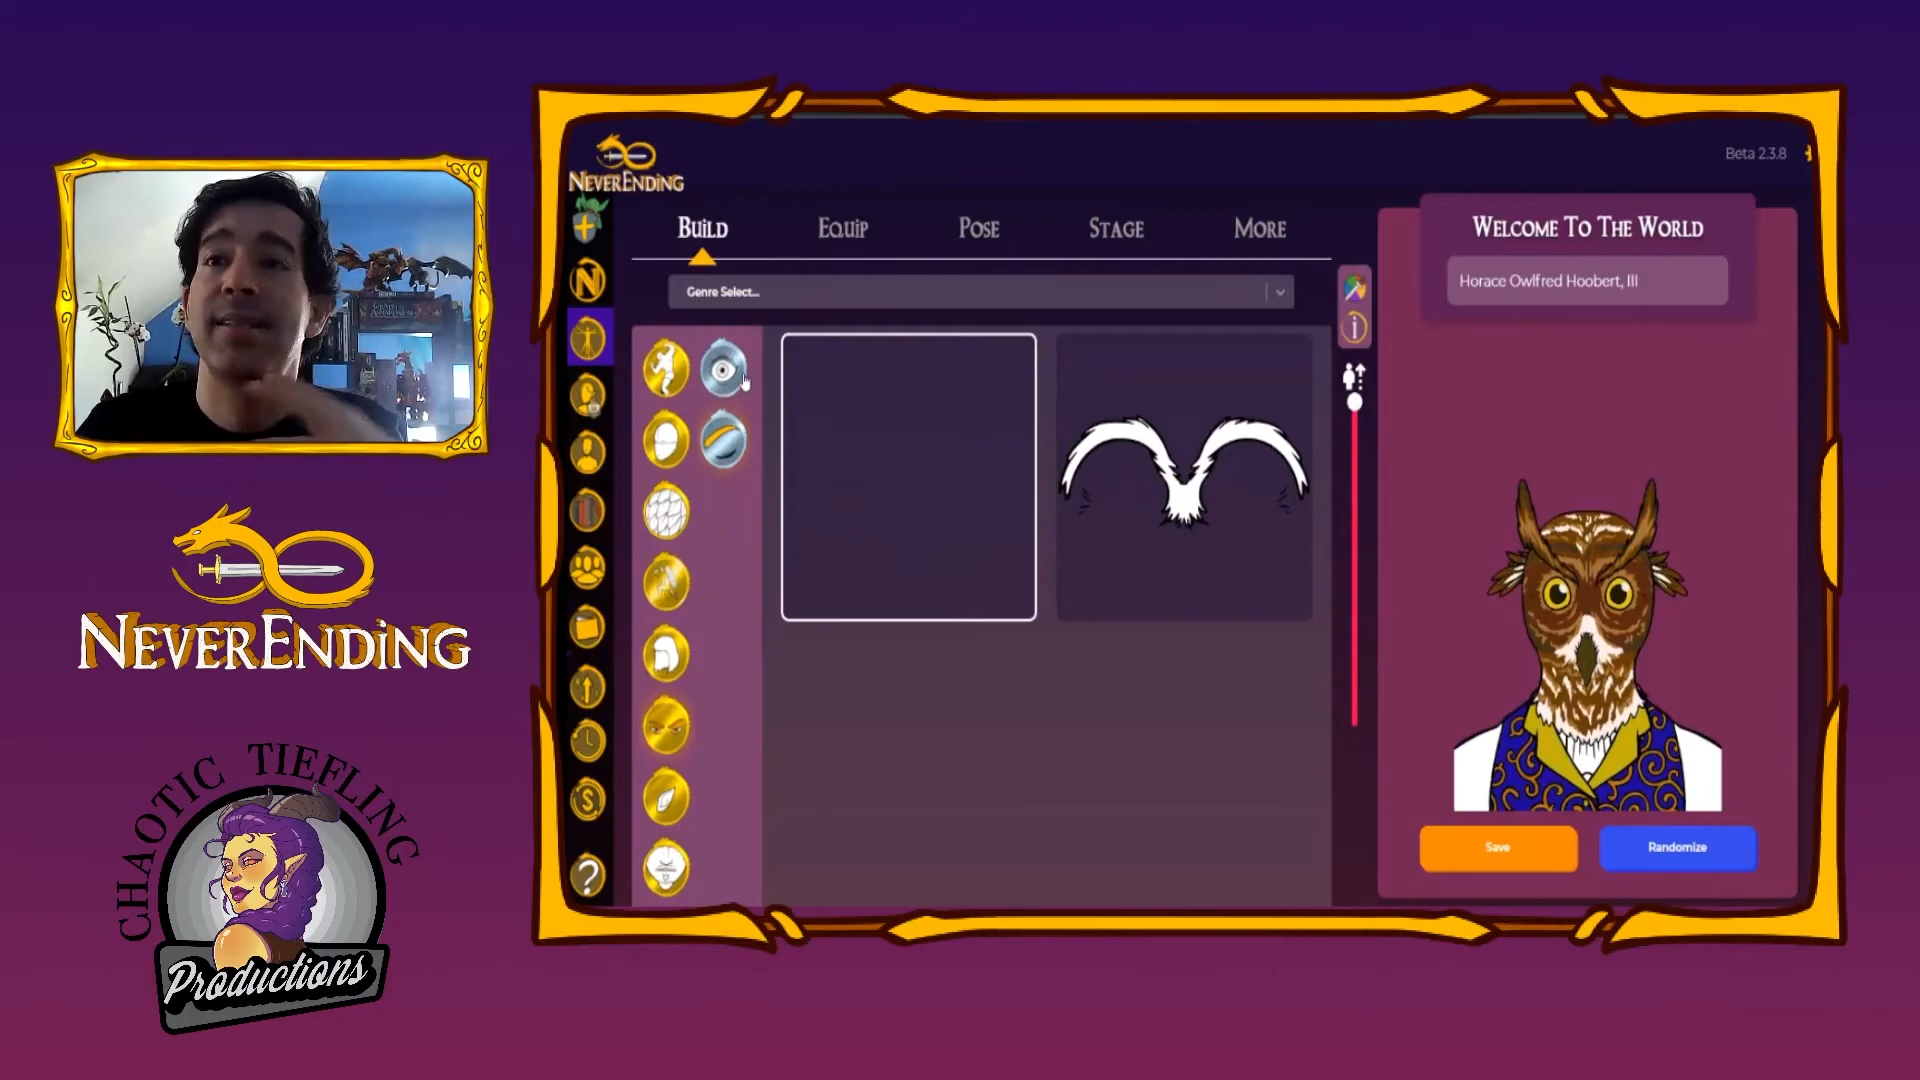 NEVERENDING
Beta 2.3.8
BUILD
EQUIP
POSE
STAGE
MORE
Genre Select...
WELCOME TO THE WORLD
Horace Owlfred Hoobert, III
Save
Randomize
NEVERENDING
CHAOTIC TIEFLING
Productions